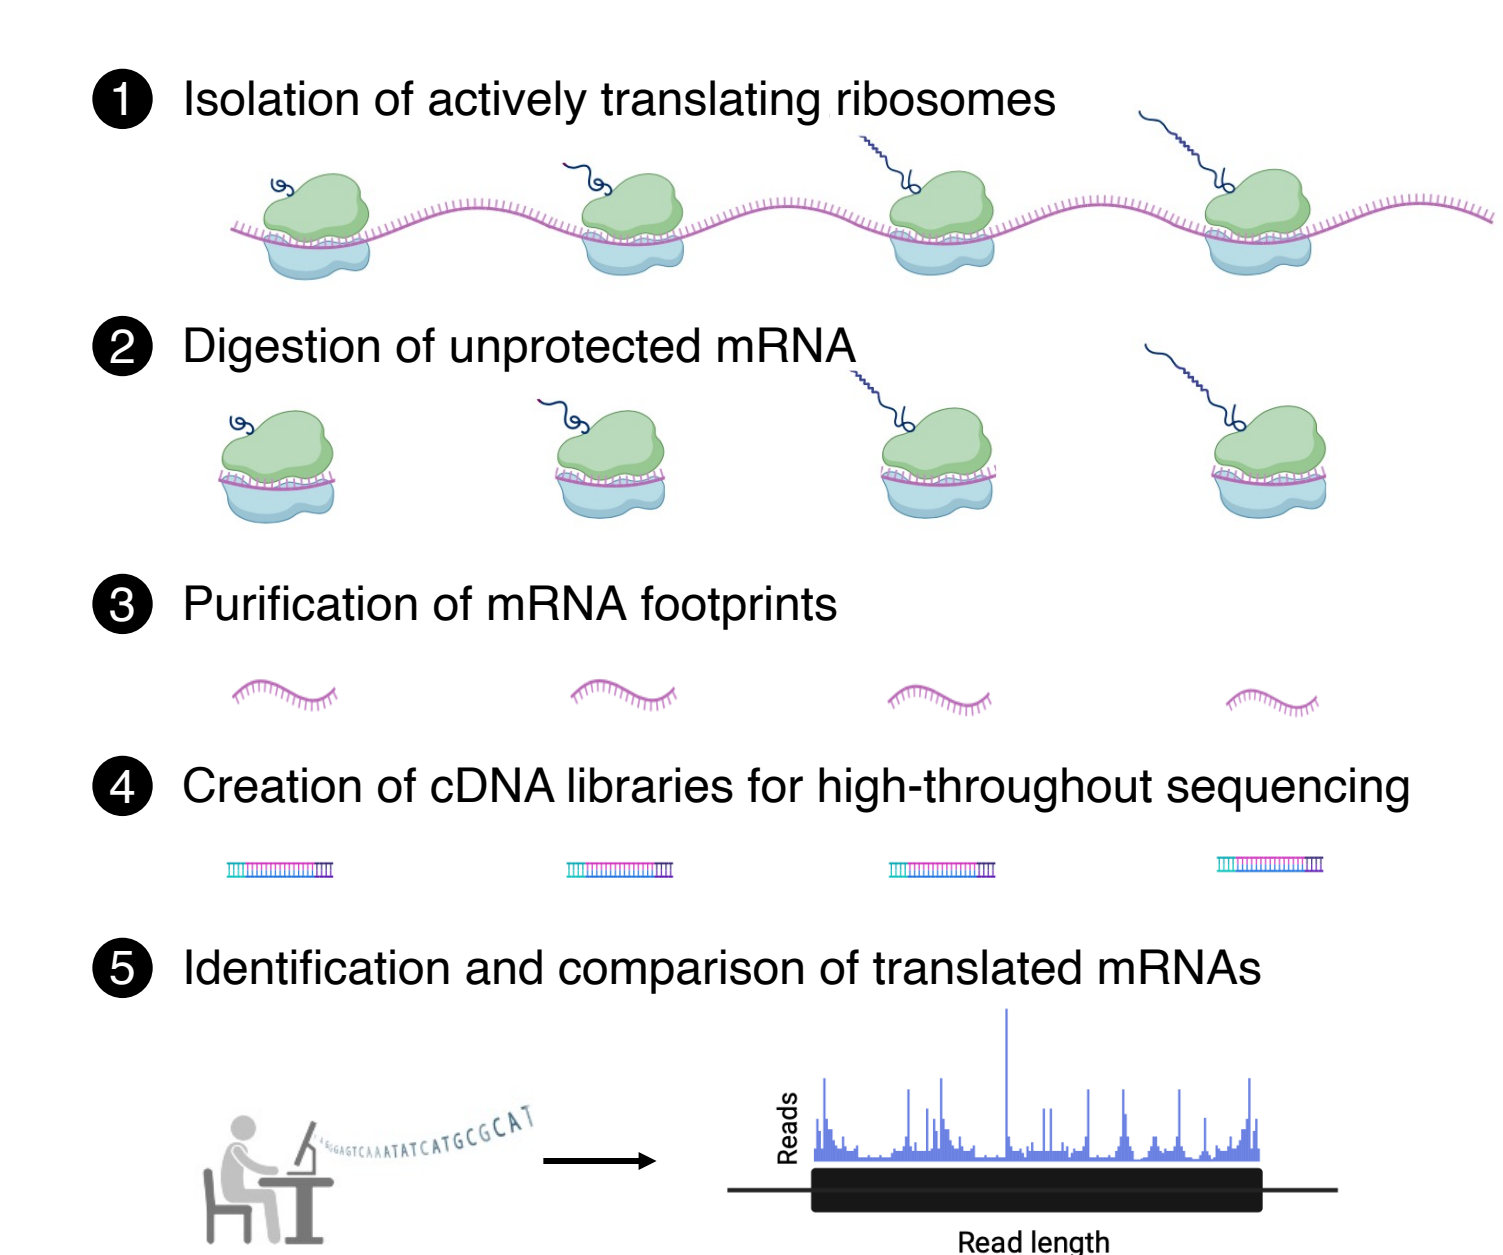 1 Isolation of actively translating ribosomes
2 Digestion of unprotected mRNA
3 Purification of mRNA footprints
4 Creation of cDNA libraries for high-throughout sequencing
5 Identification and comparison of translated mRNAs
GAGTCAAATATCATGCGCAT
Reads
Read length